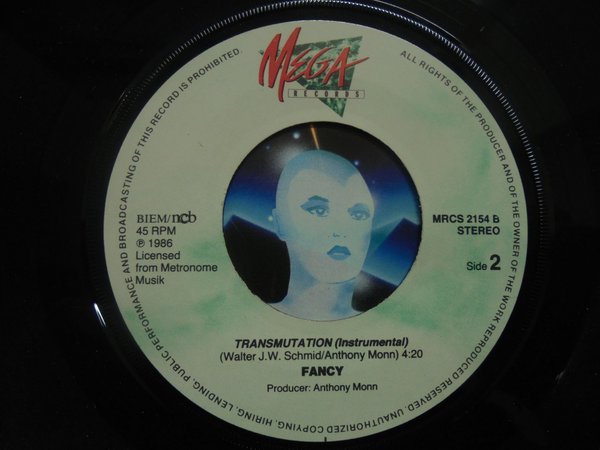 MEGA
RECORDS
ALL RIGHTS OF THE PRODUCER AND OF THE OWNER OF THE WORK REPRODUCED RESERVED. UNAUTHORIZED COPYING, HIRING, LENDING, PUBLIC PERFORMANCE AND BROADCASTING OF THIS RECORD IS PROHIBITED.
BIEM/ncb
45 RPM
℗ 1986
Licensed
from Metronome
Musik
MRCS 2154 B
STEREO
Side 2
TRANSMUTATION (Instrumental)
(Walter J.W. Schmid/Anthony Monn) 4:20
FANCY
Producer: Anthony Monn